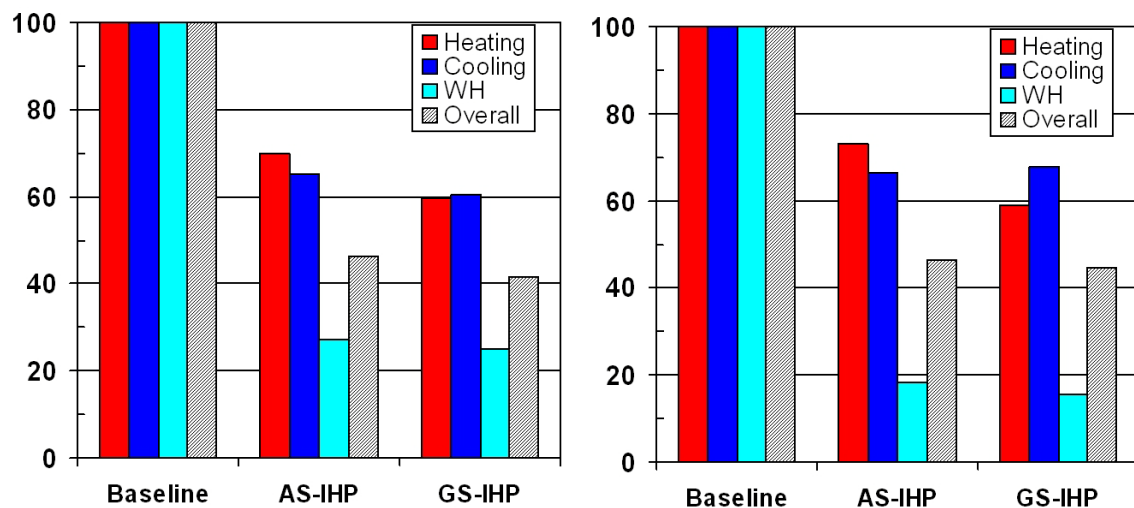 100
80
60
40
20
0
Heating
Cooling
WH
Overall
Baseline AS-IHP GS-IHP
100
80
60
40
20
0
Heating
Cooling
WH
Overall
Baseline AS-IHP GS-IHP